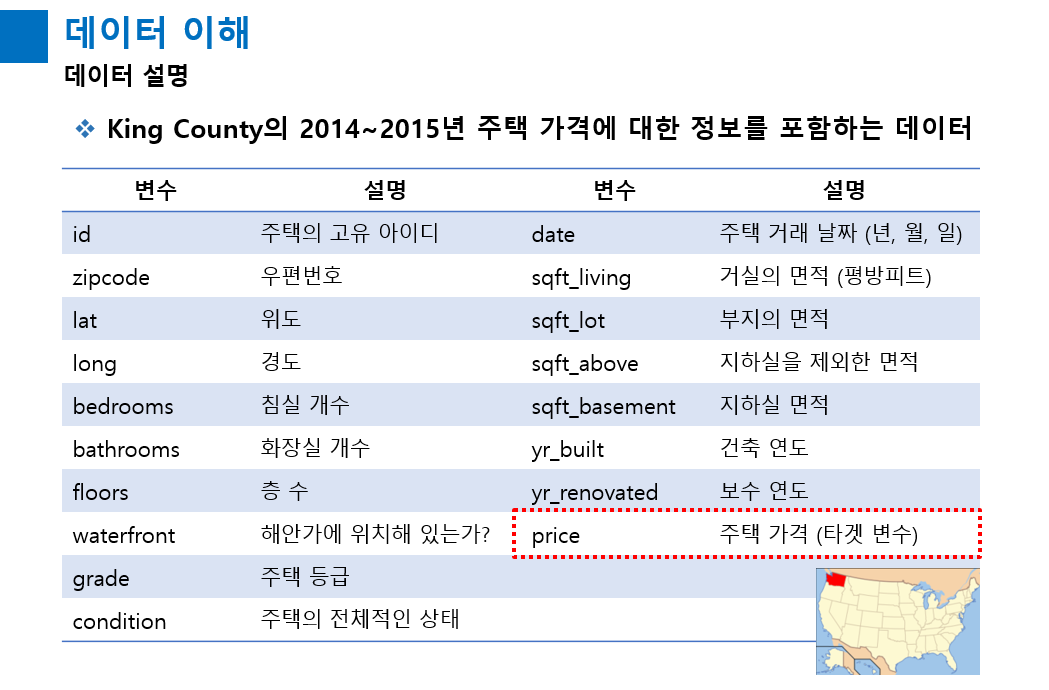 데이터 이해
데이터 설명
❖ King County의 2014~2015년 주택 가격에 대한 정보를 포함하는 데이터
변수 설명 변수 설명
id 주택의 고유 아이디 date 주택 거래 날짜 (년, 월, 일)
zipcode 우편번호 sqft_living 거실의 면적 (평방피트)
lat 위도 sqft_lot 부지의 면적
long 경도 sqft_above 지하실을 제외한 면적
bedrooms 침실 개수 sqft_basement 지하실 면적
bathrooms 화장실 개수 yr_built 건축 연도
floors 층 수 yr_renovated 보수 연도
waterfront 해안가에 위치해 있는가? price 주택 가격 (타겟 변수)
grade 주택 등급
condition 주택의 전체적인 상태